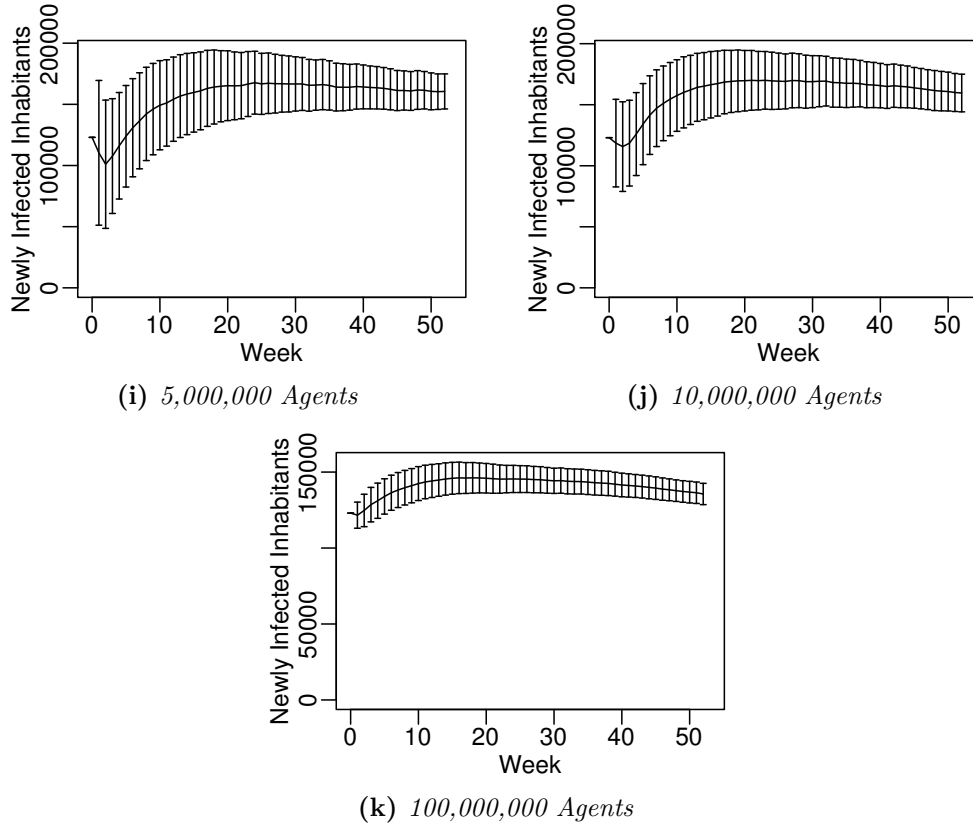 Newly Infected Inhabitants
200000
100000
0
0 10 20 30 40 50
Week
(i) 5,000,000 Agents
Newly Infected Inhabitants
200000
100000
0
0 10 20 30 40 50
Week
(j) 10,000,000 Agents
Newly Infected Inhabitants
150000
50000
0
0 10 20 30 40 50
Week
(k) 100,000,000 Agents